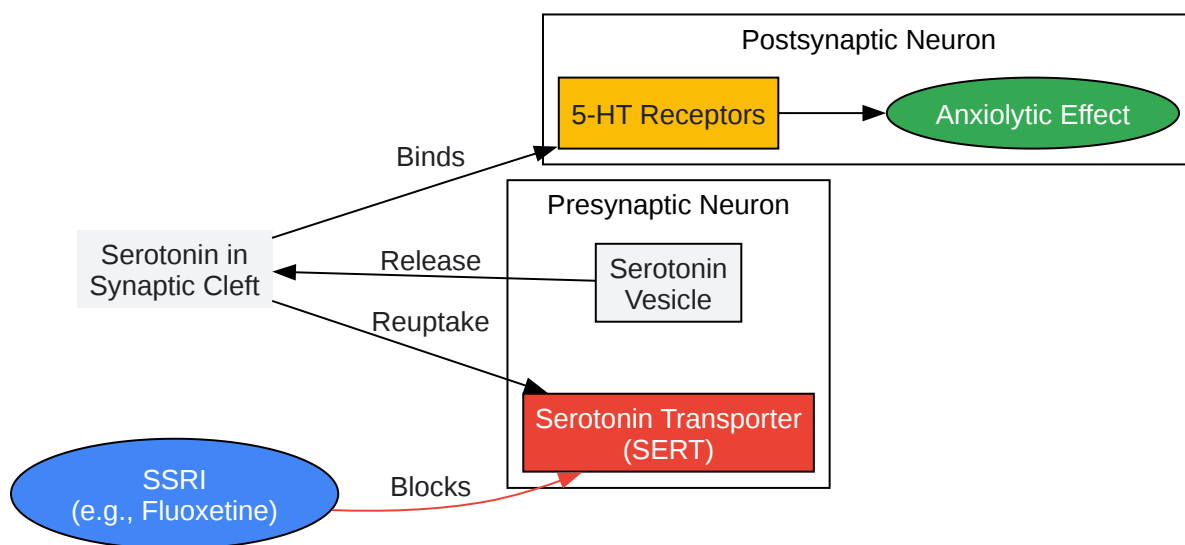 Postsynaptic Neuron
5-HT Receptors
Anxiolytic Effect
Binds
Presynaptic Neuron
Serotonin in
Synaptic Cleft
Release
Serotonin
Vesicle
Reuptake
Serotonin Transporter
(SERT)
SSRI
(e.g., Fluoxetine)
Blocks